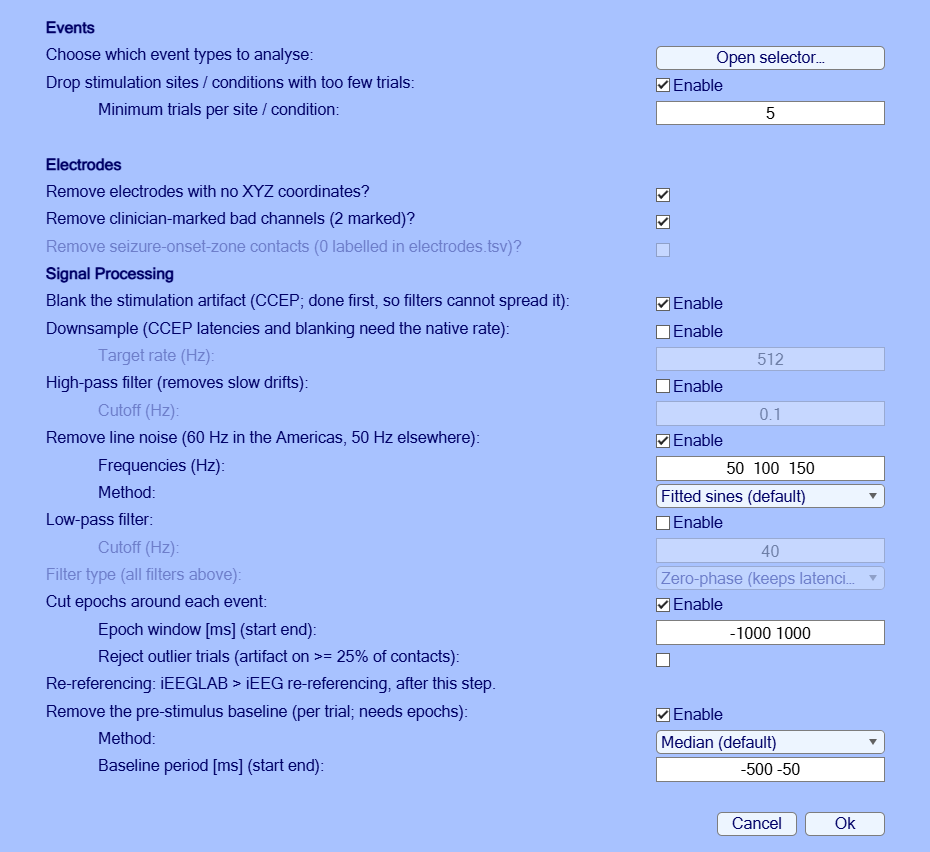 Events
Choose which event types to analyse:
Open selector...
Drop stimulation sites / conditions with too few trials:
Enable
Minimum trials per site / condition:
5
Electrodes
Remove electrodes with no XYZ coordinates?
Remove clinician-marked bad channels (2 marked)?
Remove seizure-onset-zone contacts (0 labelled in electrodes.tsv)?
Signal Processing
Blank the stimulation artifact (CCEP; done first, so filters cannot spread it):
Enable
Downsample (CCEP latencies and blanking need the native rate):
Enable
Target rate (Hz):
512
High-pass filter (removes slow drifts):
Enable
Cutoff (Hz):
0.1
Remove line noise (60 Hz in the Americas, 50 Hz elsewhere):
Enable
Frequencies (Hz):
50 100 150
Method:
Fitted sines (default)
Low-pass filter:
Enable
Cutoff (Hz):
40
Filter type (all filters above):
Zero-phase (keeps latenci...
Cut epochs around each event:
Enable
Epoch window [ms] (start end):
-1000 1000
Reject outlier trials (artifact on >= 25% of contacts):
Re-referencing: iEEGLAB > iEEG re-referencing, after this step.
Remove the pre-stimulus baseline (per trial; needs epochs):
Enable
Method:
Median (default)
Baseline period [ms] (start end):
-500 -50
Cancel
Ok